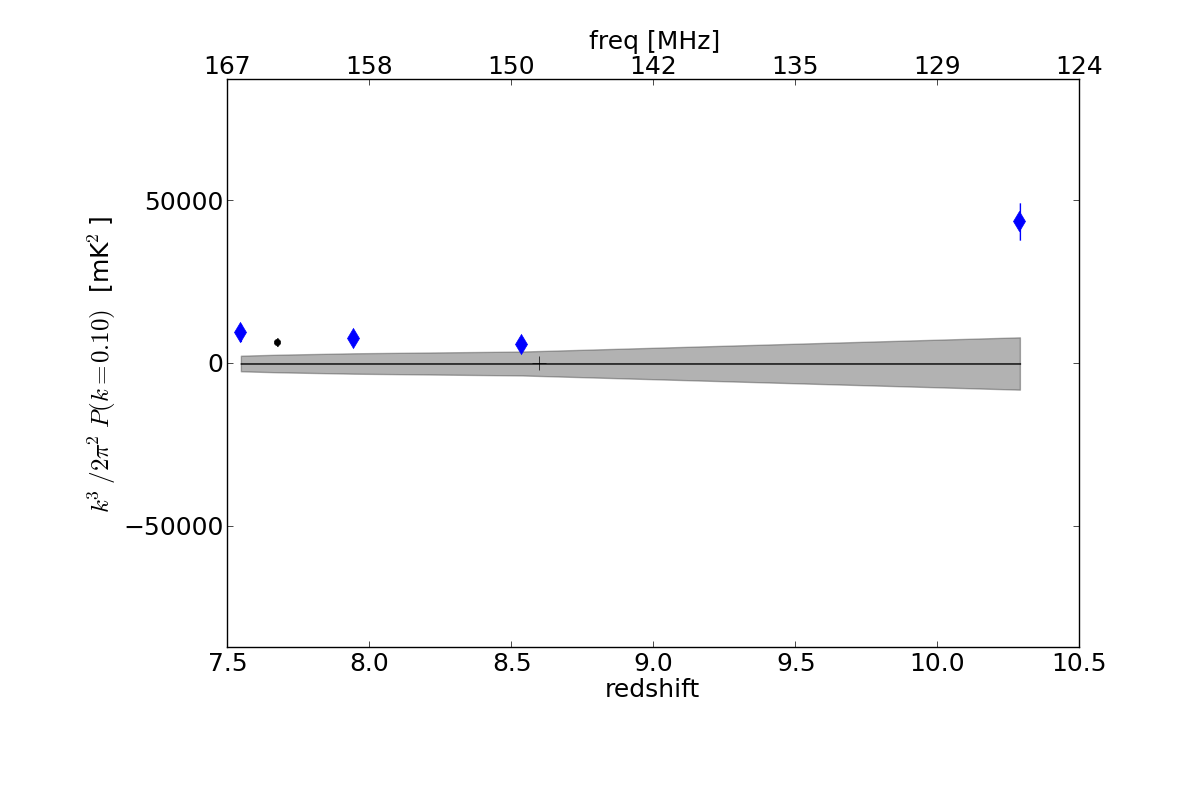 freq [MHz]
167 158 150 142 135 129 124
50000
0
−50000
k³/2π² P(k=0.10) [mK²]
7.5 8.0 8.5 9.0 9.5 10.0 10.5
redshift